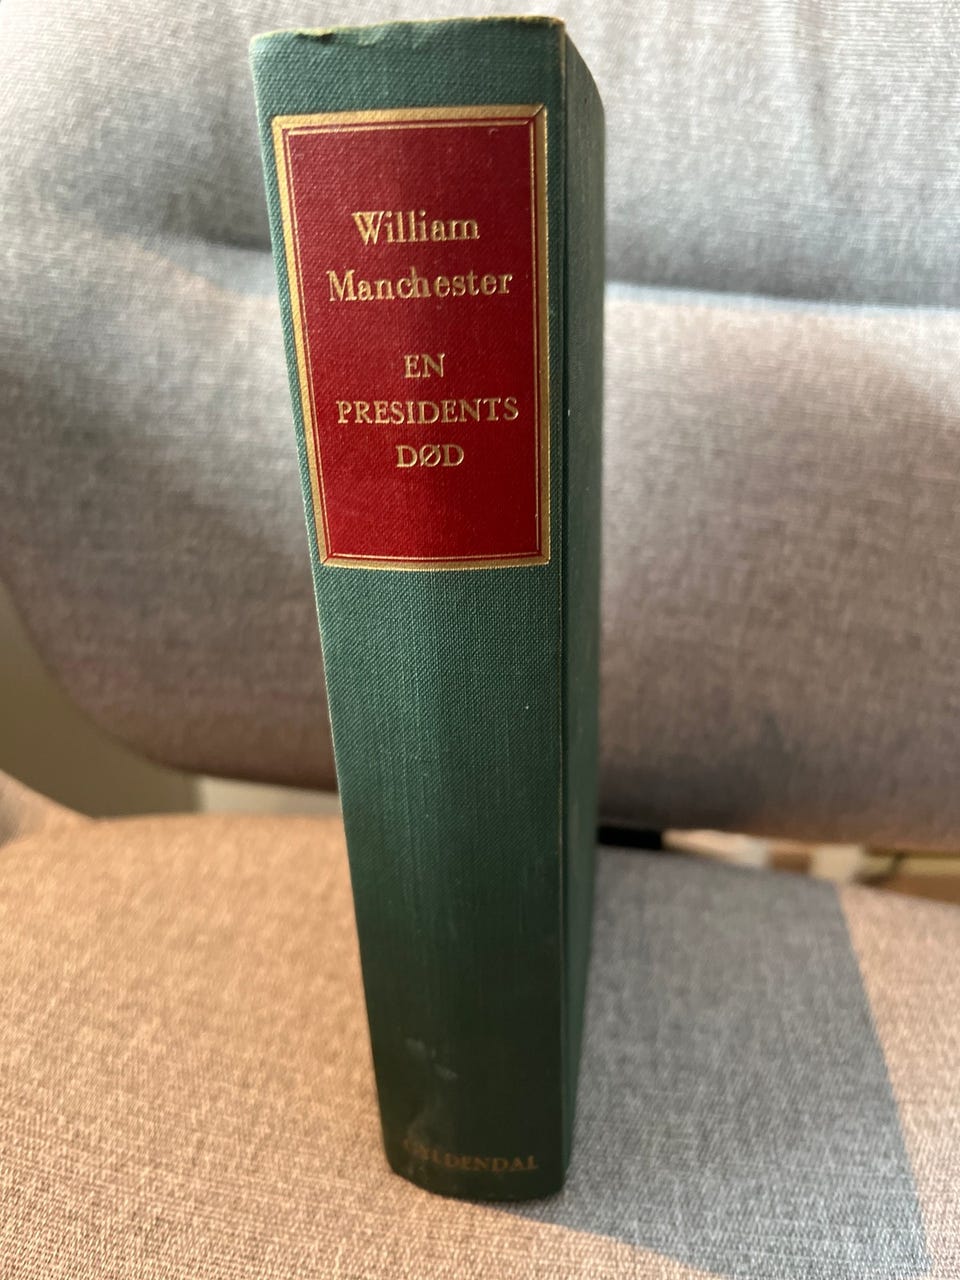 William
Manchester
EN
PRESIDENTS
DØD
GYLDENDAL